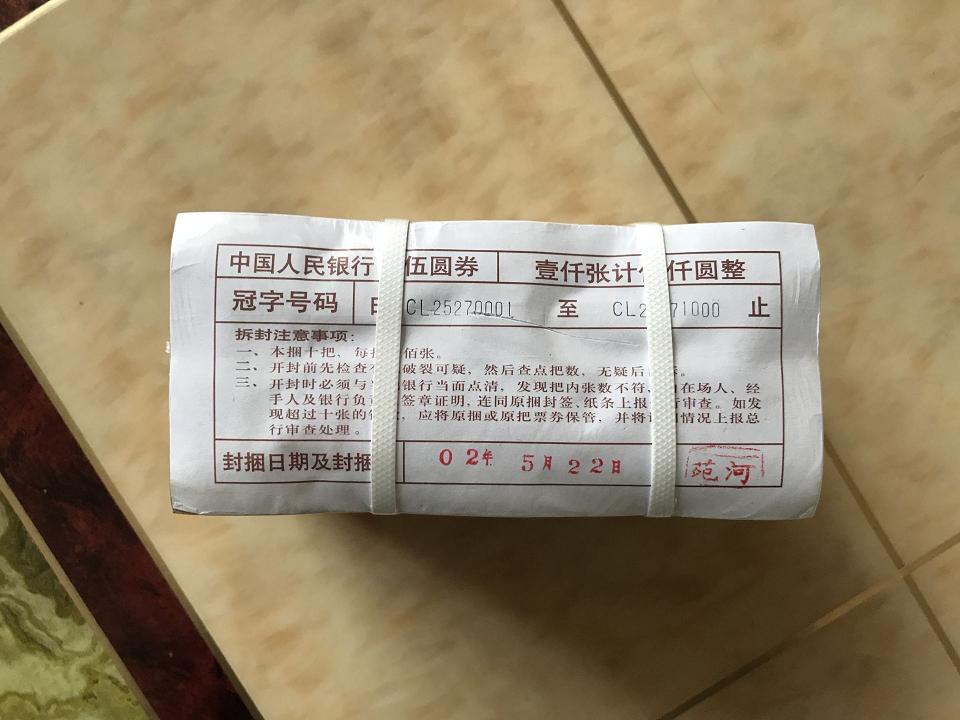 中国人民银行 伍圆券 壹仟张计 仟圆整
冠字号码 CL25270001 至 CL2 71000 止
拆封注意事项:
一、本捆十把，每 佰张。
二、开封前先检查 破裂可疑，然后查点把数，无疑后
三、开封时必须与 银行当面点清，发现把内张数不符， 在场人、经
手人及银行负 签章证明，连同原捆封签、纸条上报 行审查。如发
现超过十张的 ，应将原捆或原把票券保管，并将 情况上报总
行审查处理。
封捆日期及封捆 02年 5月22日 苑河